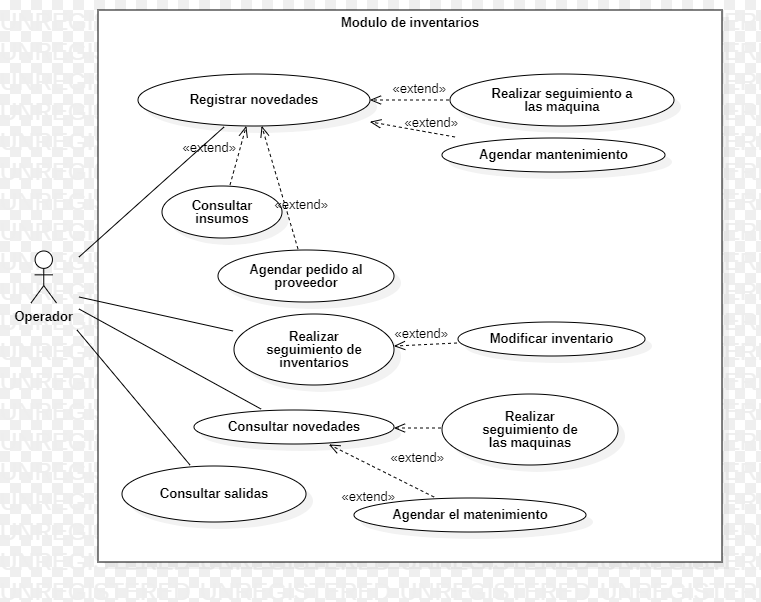 Modulo de inventarios
Registrar novedades
«extend»
Realizar seguimiento a
las maquina
«extend»
Agendar mantenimiento
«extend»
Consultar
insumos
«extend»
Agendar pedido al
proveedor
Operador
Realizar
seguimiento de
inventarios
«extend»
Modificar inventario
Consultar novedades
Realizar
seguimiento de
las maquinas
«extend»
Consultar salidas
«extend»
Agendar el matenimiento
UNREGISTERED